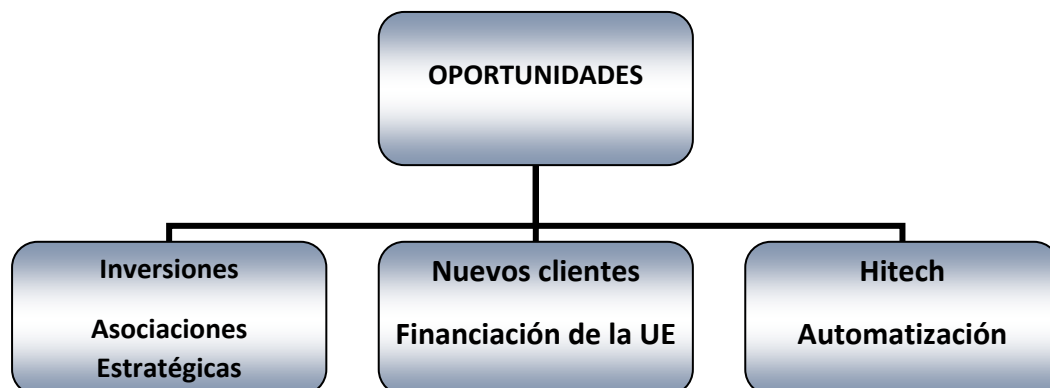 OPORTUNIDADES
Inversiones
Asociaciones
Estratégicas
Nuevos clientes
Financiación de la UE
Hitech
Automatización